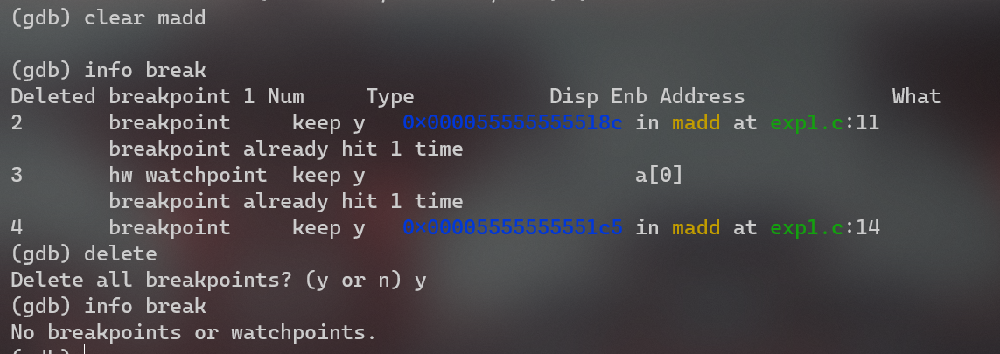 (gdb) clear madd
(gdb) info break
Deleted breakpoint 1 Num     Type           Disp Enb Address            What
2       breakpoint     keep y   0x000055555555518c in madd at exp1.c:11
        breakpoint already hit 1 time
3       hw watchpoint  keep y                      a[0]
        breakpoint already hit 1 time
4       breakpoint     keep y   0x00005555555551c5 in madd at exp1.c:14
(gdb) delete
Delete all breakpoints? (y or n) y
(gdb) info break
No breakpoints or watchpoints.
(gdb)